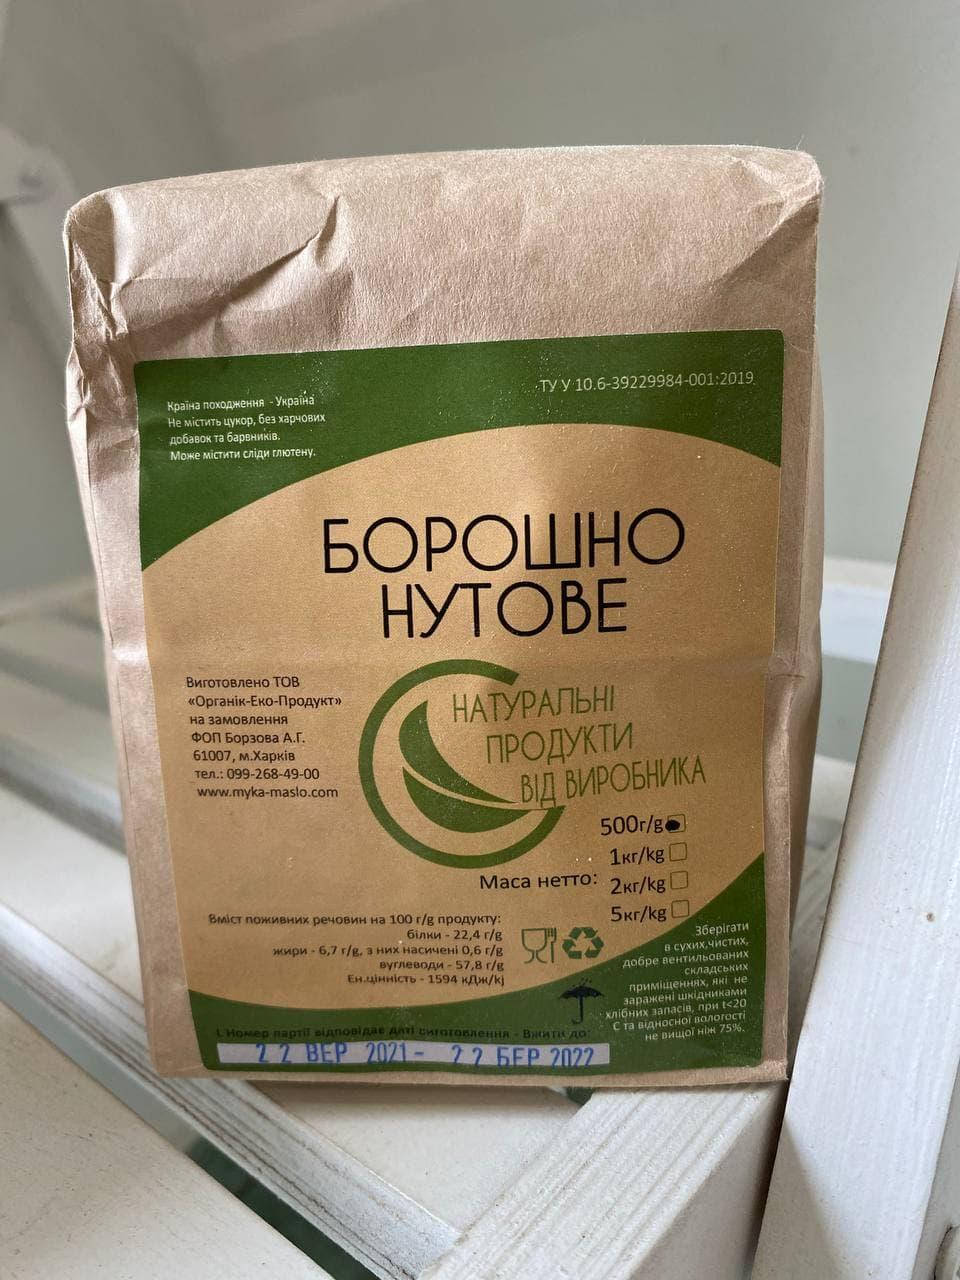 Країна походження - Україна
Не містить цукор, без харчових
добавок та барвників.
Може містити сліди глютену.
ТУ У 10.6-39229984-001:2019
БОРОШНО
НУТОВЕ
Виготовлено ТОВ
«Органік-Еко-Продукт»
на замовлення
ФОП Борзова А.Г.
61007, м.Харків
тел.: 099-268-49-00
www.myka-maslo.com
НАТУРАЛЬНІ
ПРОДУКТИ
ВІД ВИРОБНИКА
Маса нетто:
500г/g
1кг/kg
2кг/kg
5кг/kg
Вміст поживних речовин на 100 г/g продукту:
білки - 22,4 г/g
жири - 6,7 г/g, з них насичені 0,6 г/g
вуглеводи - 57,8 г/g
Ен.цінність - 1594 кДж/kj
Зберігати
в сухих,чистих,
добре вентильованих
складських
приміщеннях, які не
заражені шкідниками
хлібних запасів, при t<20
С та відносної вологості
не вищої ніж 75%.
L Номер партії відповідає даті виготовлення - Вжити до:
22 ВЕР 2021 - 22 БЕР 2022